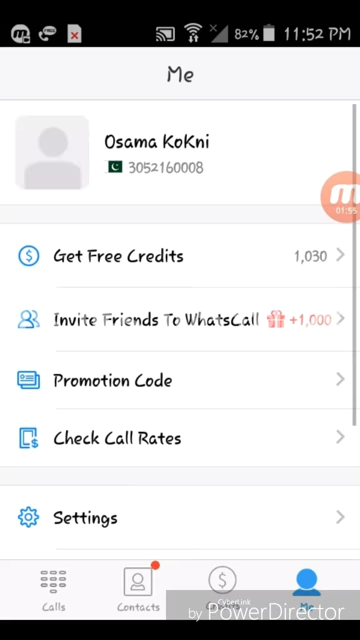 82% 11:52 PM
Me
Osama KoKni
3052160008
01:55
Get Free Credits 1,030
Invite Friends To WhatsCall +1,000
Promotion Code
Check Call Rates
Settings
Calls Contacts Me
CyberLink
by PowerDirector